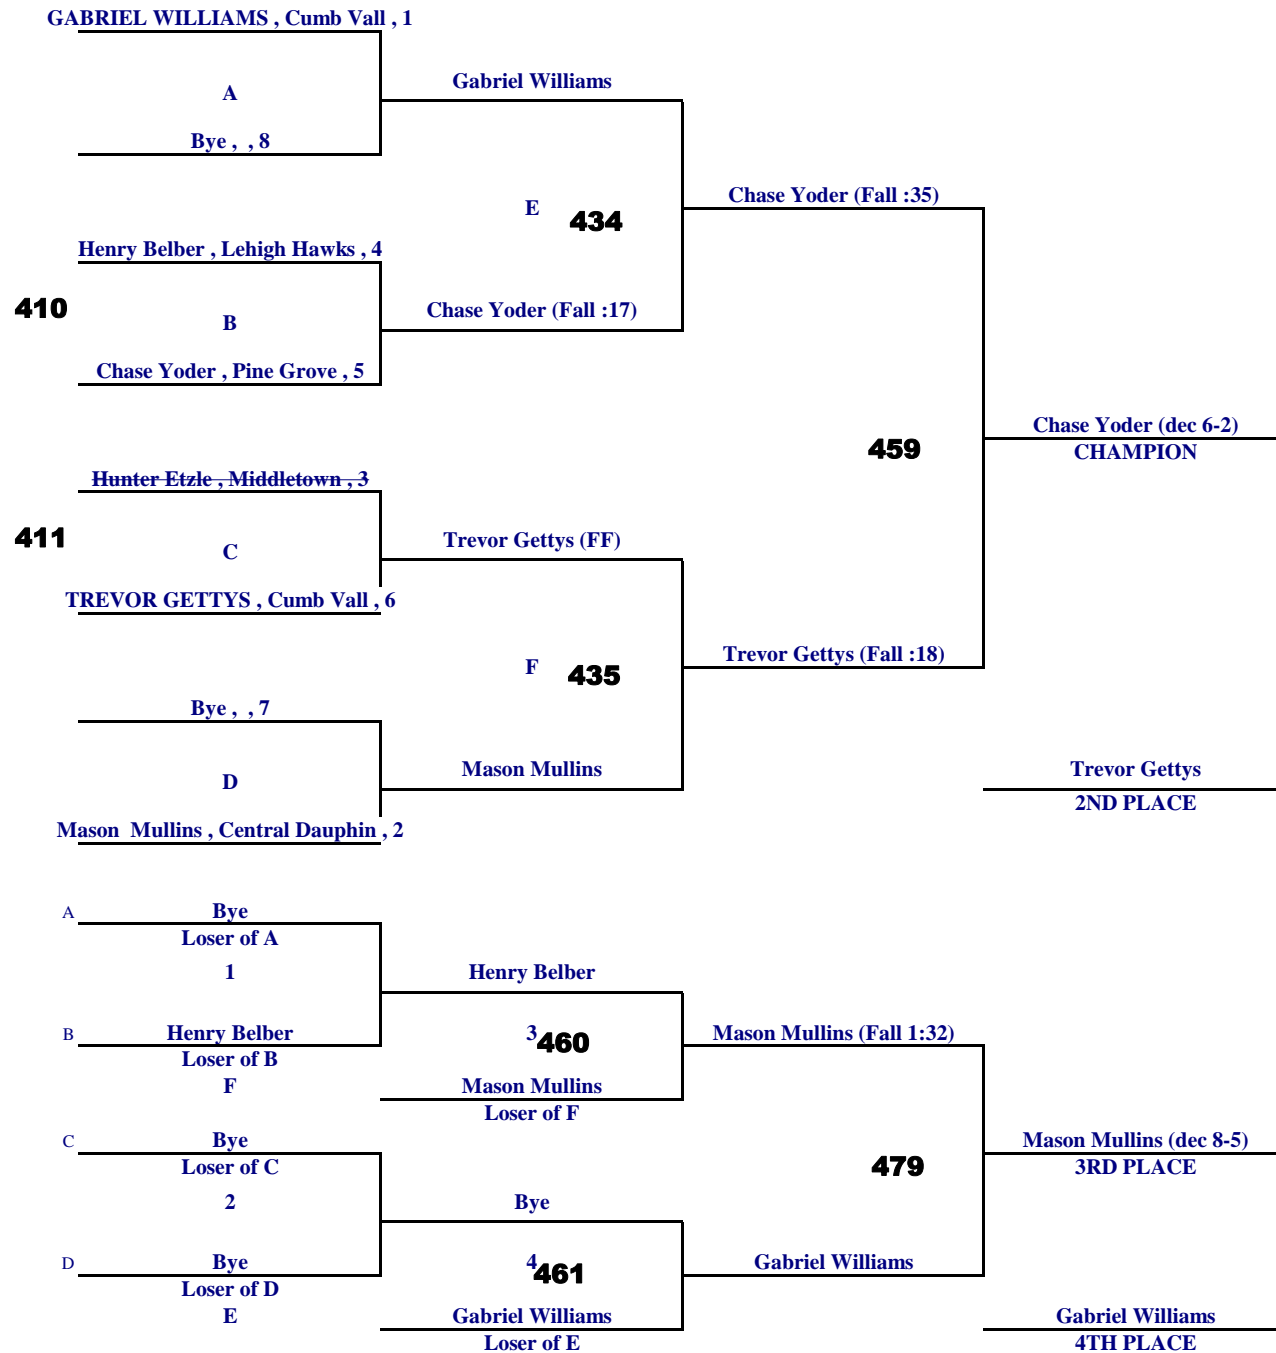 GABRIEL WILLIAMS , Cumb Vall , 1
Gabriel Williams
A
Bye , , 8
Chase Yoder (Fall :35)
E 434
Henry Belber , Lehigh Hawks , 4
410
Chase Yoder (Fall :17)
B
Chase Yoder , Pine Grove , 5
Chase Yoder (dec 6-2)
459
CHAMPION
Hunter Etzle , Middletown , 3
411
Trevor Gettys (FF)
C
TREVOR GETTYS , Cumb Vall , 6
Trevor Gettys (Fall :18)
F 435
Bye , , 7
Mason Mullins
Trevor Gettys
D
2ND PLACE
Mason Mullins , Central Dauphin , 2
A Bye
Loser of A
1
Henry Belber
B Henry Belber
3 460
Mason Mullins (Fall 1:32)
Loser of B
F
Mason Mullins
Loser of F
C Bye
Mason Mullins (dec 8-5)
Loser of C
479
3RD PLACE
2
Bye
D Bye
4 461
Gabriel Williams
Loser of D
E
Gabriel Williams
Gabriel Williams
Loser of E
4TH PLACE